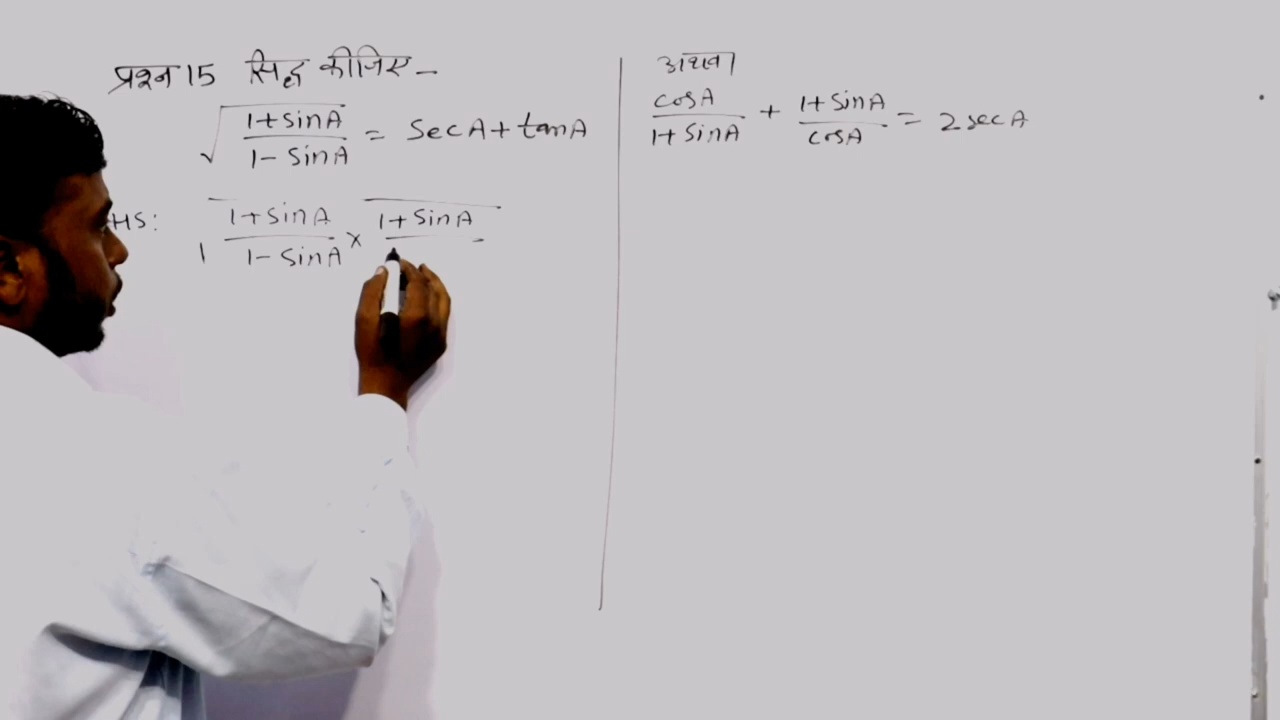 प्रश्न 15 सिद्ध कीजिए –
√(1+sinA / 1-sinA) = SecA + tanA
HS: √(1+sinA / 1-sinA × 1+sinA /
अथवा
cosA / 1+sinA + 1+sinA / cosA = 2secA